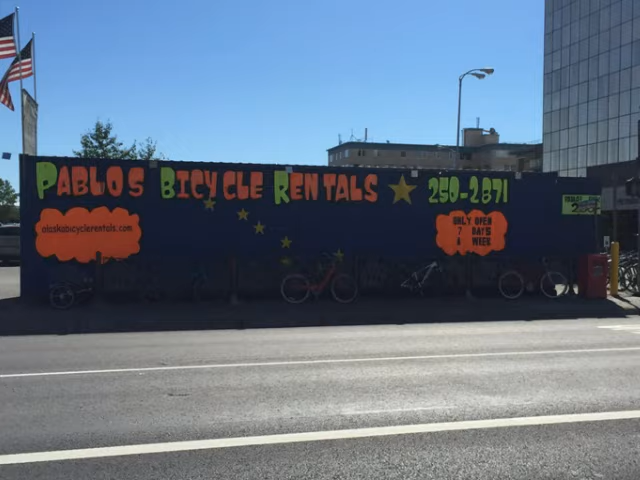 PABLO'S BICYCLE RENTALS 250-2871
alaskabicyclerentals.com
ONLY OPEN
7 DAYS
A WEEK